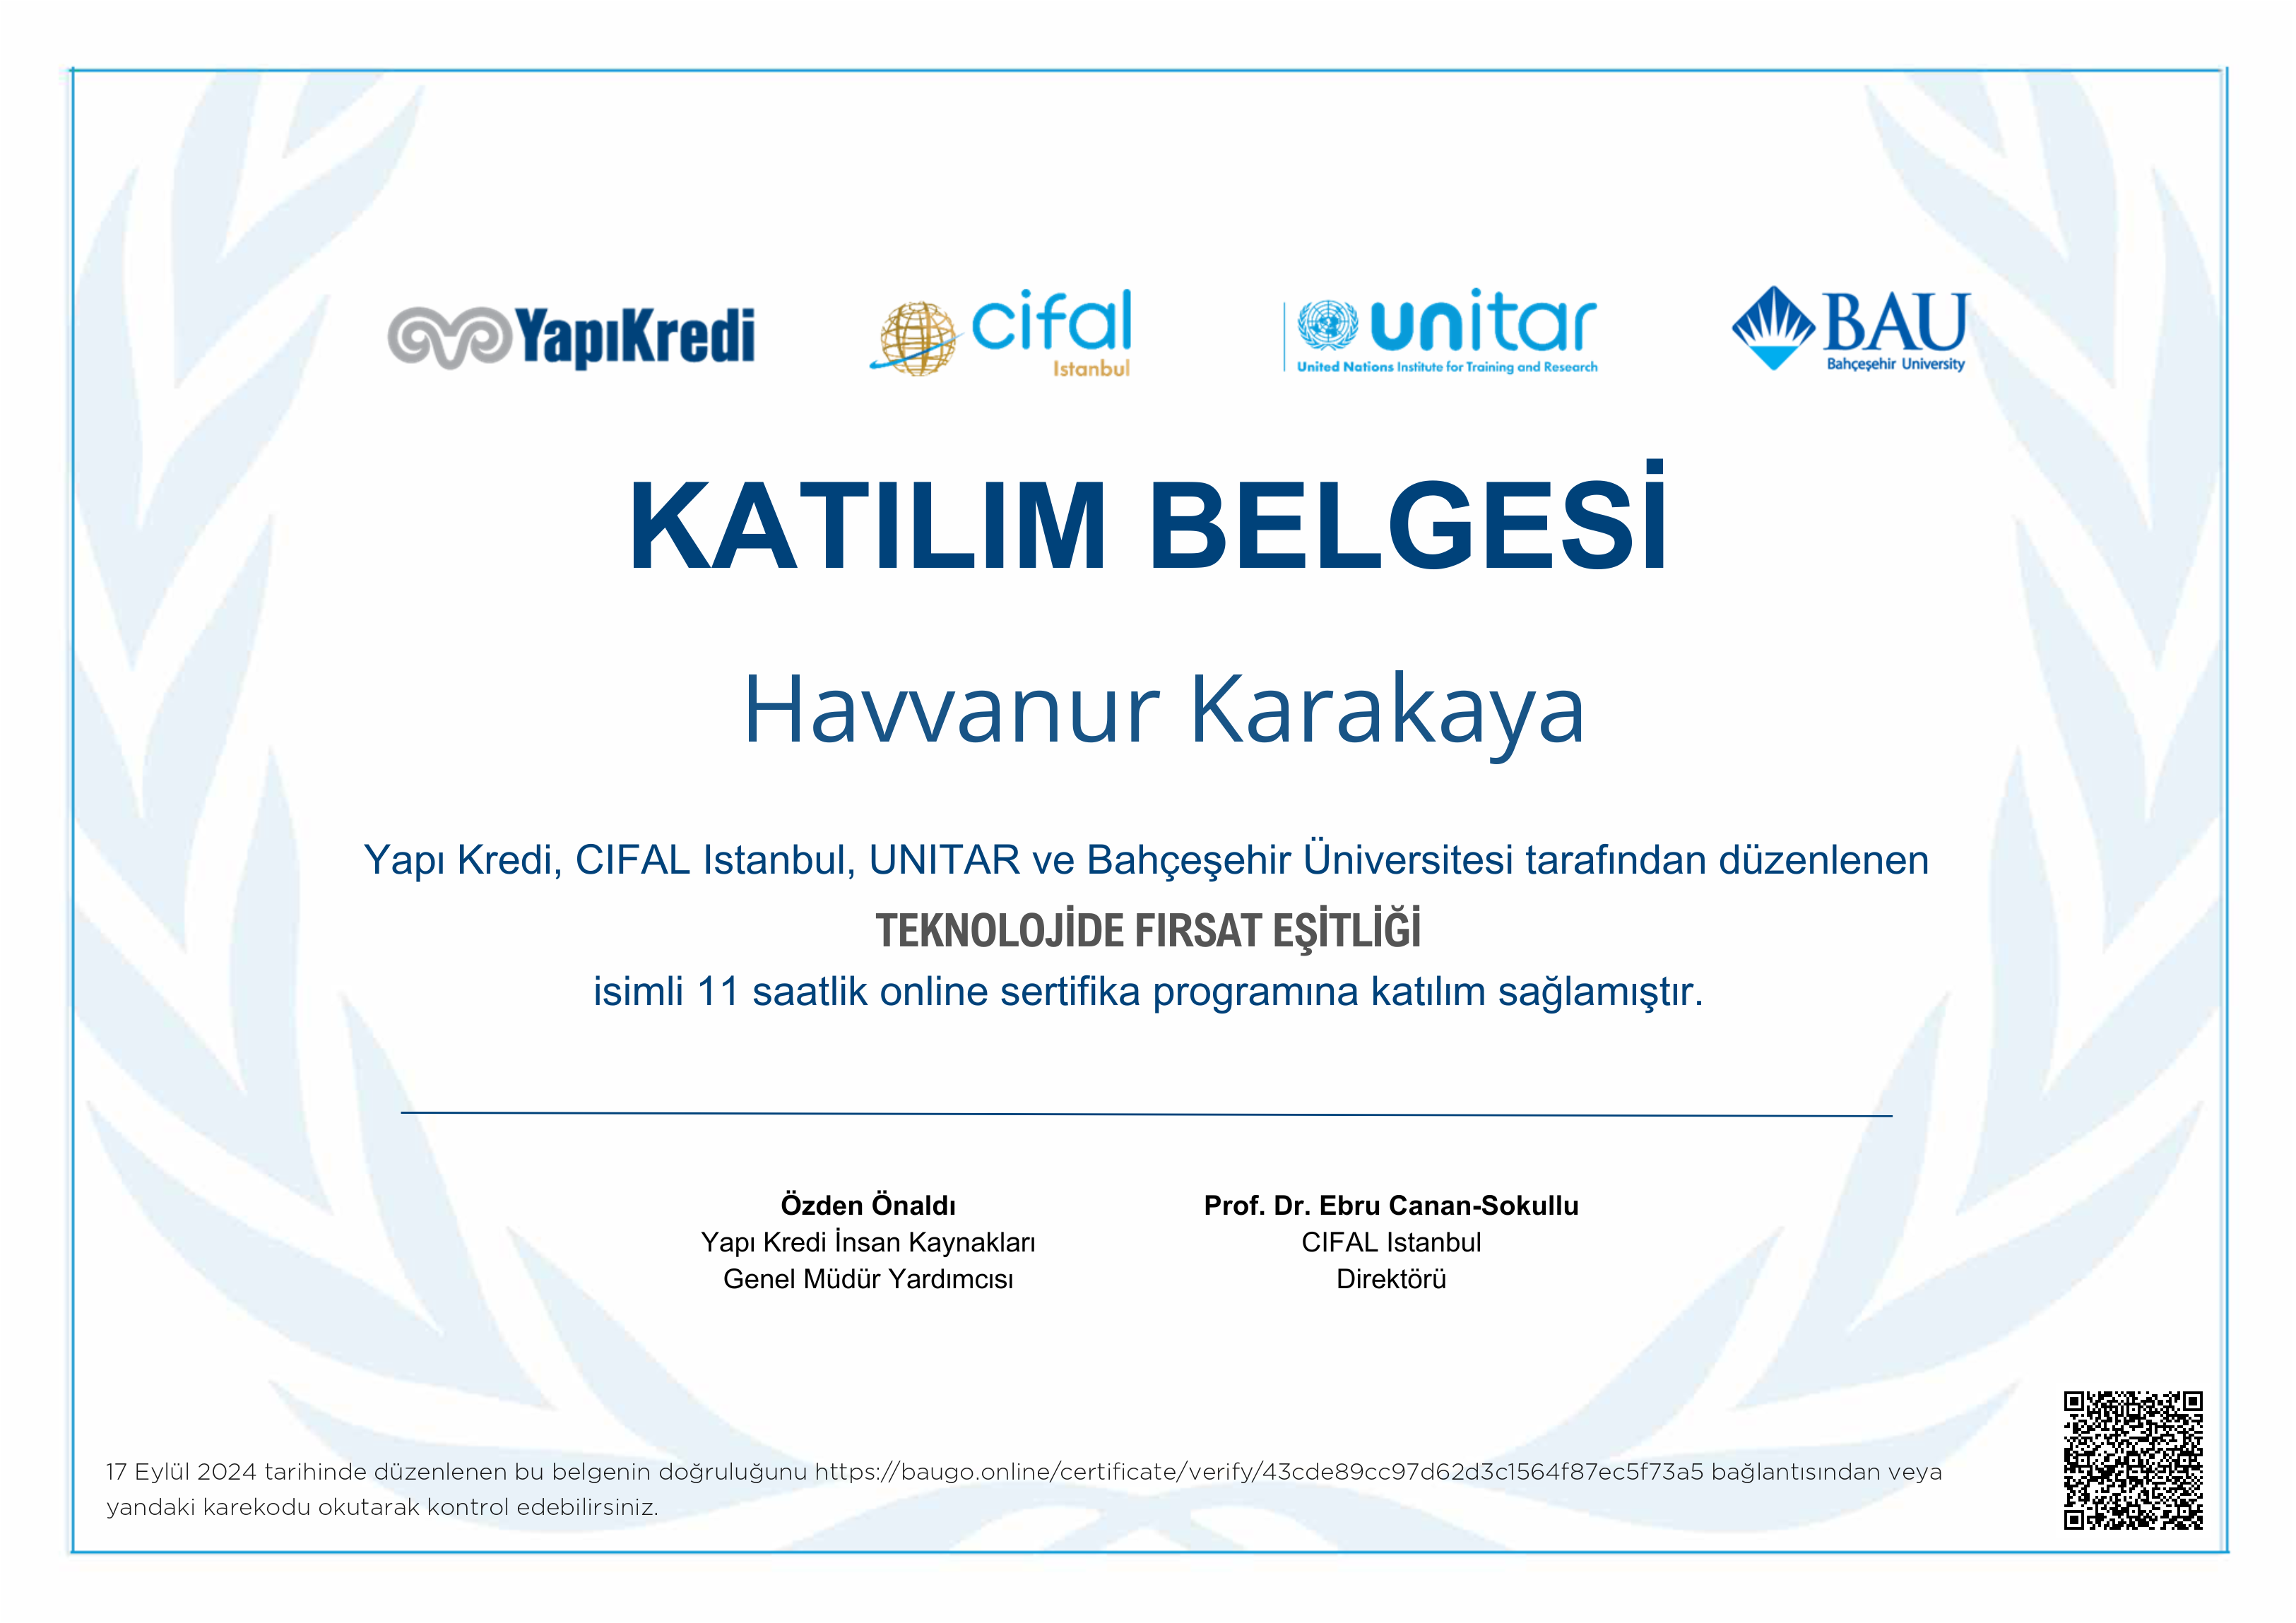 YapıKredi
cifal
Istanbul
unitar
United Nations Institute for Training and Research
BAU
Bahçeşehir University
KATILIM BELGESİ
Havvanur Karakaya
Yapı Kredi, CIFAL Istanbul, UNITAR ve Bahçeşehir Üniversitesi tarafından düzenlenen
TEKNOLOJİDE FIRSAT EŞİTLİĞİ
isimli 11 saatlik online sertifika programına katılım sağlamıştır.
Özden Önaldı
Yapı Kredi İnsan Kaynakları
Genel Müdür Yardımcısı
Prof. Dr. Ebru Canan-Sokullu
CIFAL Istanbul
Direktörü
17 Eylül 2024 tarihinde düzenlenen bu belgenin doğruluğunu https://baugo.online/certificate/verify/43cde89cc97d62d3c1564f87ec5f73a5 bağlantısından veya
yandaki karekodu okutarak kontrol edebilirsiniz.